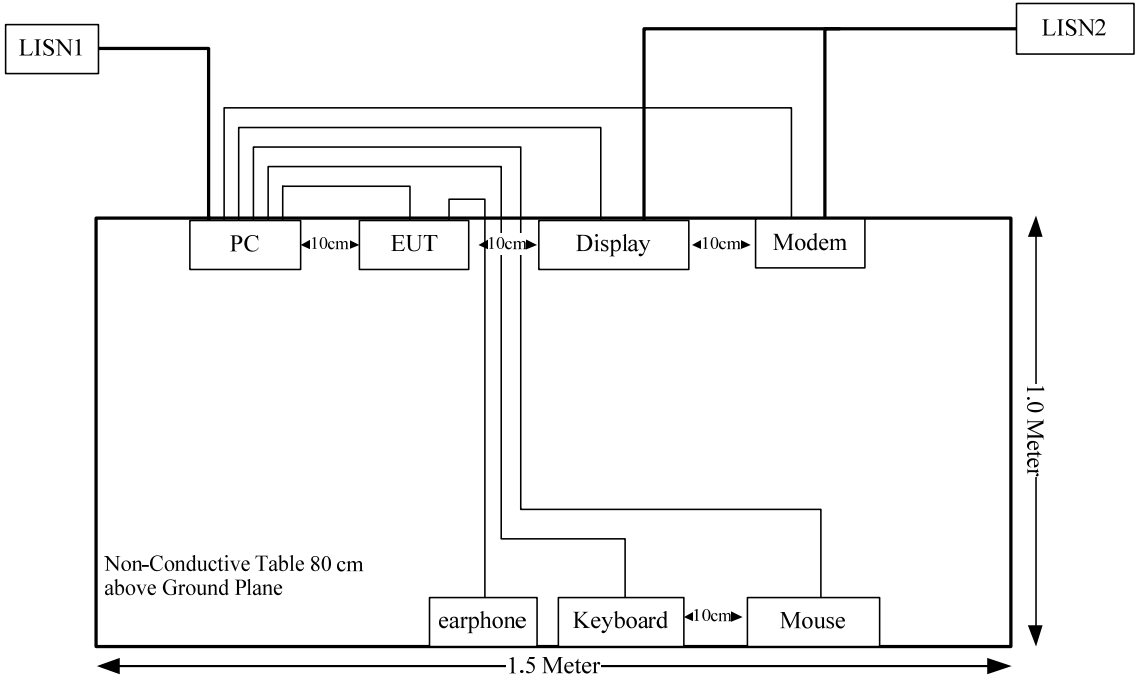 LISN1
LISN2
PC
10cm
EUT
10cm
Display
10cm
Modem
1.0 Meter
Non-Conductive Table 80 cm
above Ground Plane
earphone
Keyboard
10cm
Mouse
1.5 Meter